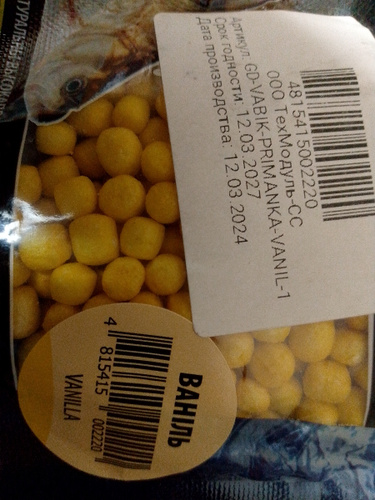 4815415002220
ООО ТехМодуль-СС
GD-VABIK-PRIMANKA-VANIL-1
Артикул:
Срок годности: 12.03.2027
Дата производства: 12.03.2024
ВАНІЛЬ
4 815415 002220
VANILLA